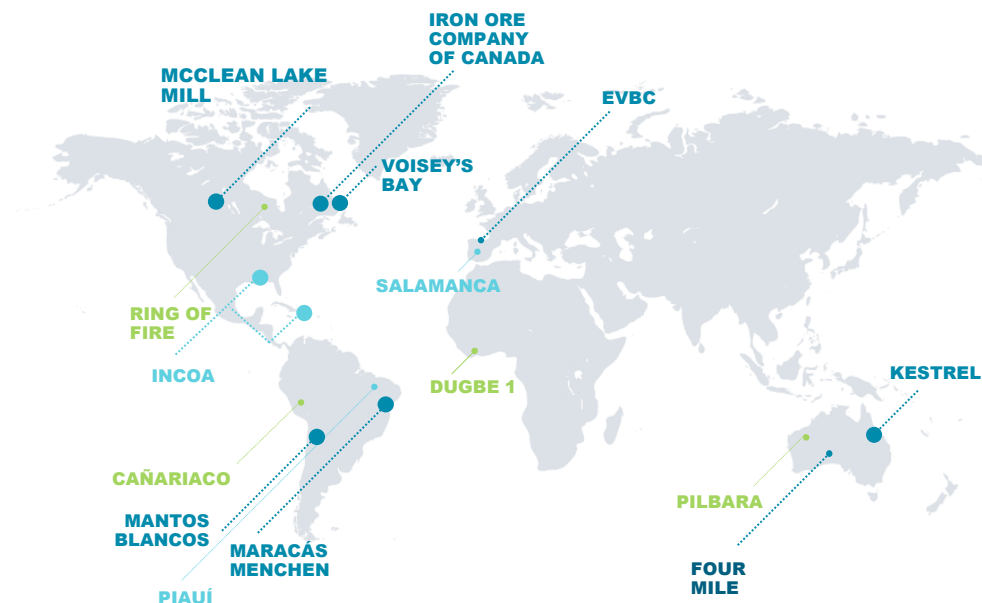 IRON ORE
COMPANY
OF CANADA
MCCLEAN LAKE
MILL
EVBC
VOISEY'S
BAY
SALAMANCA
RING OF
FIRE
INCOA
DUGBE 1
KESTREL
CAÑARIACO
PILBARA
MANTOS
BLANCOS
MARACÁS
MENCHEN
FOUR
MILE
PIAUÍ